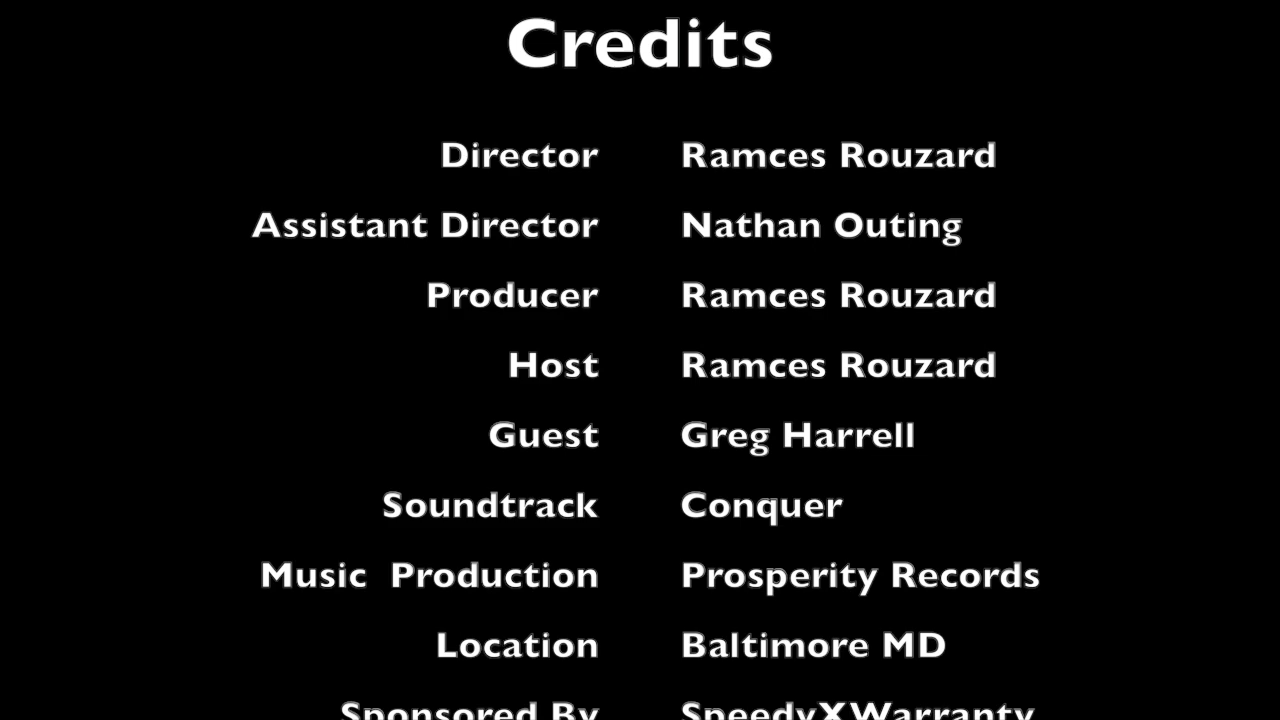 Credits
Director Ramces Rouzard
Assistant Director Nathan Outing
Producer Ramces Rouzard
Host Ramces Rouzard
Guest Greg Harrell
Soundtrack Conquer
Music  Production Prosperity Records
Location Baltimore MD
Sponsored By SpeedyXWarranty